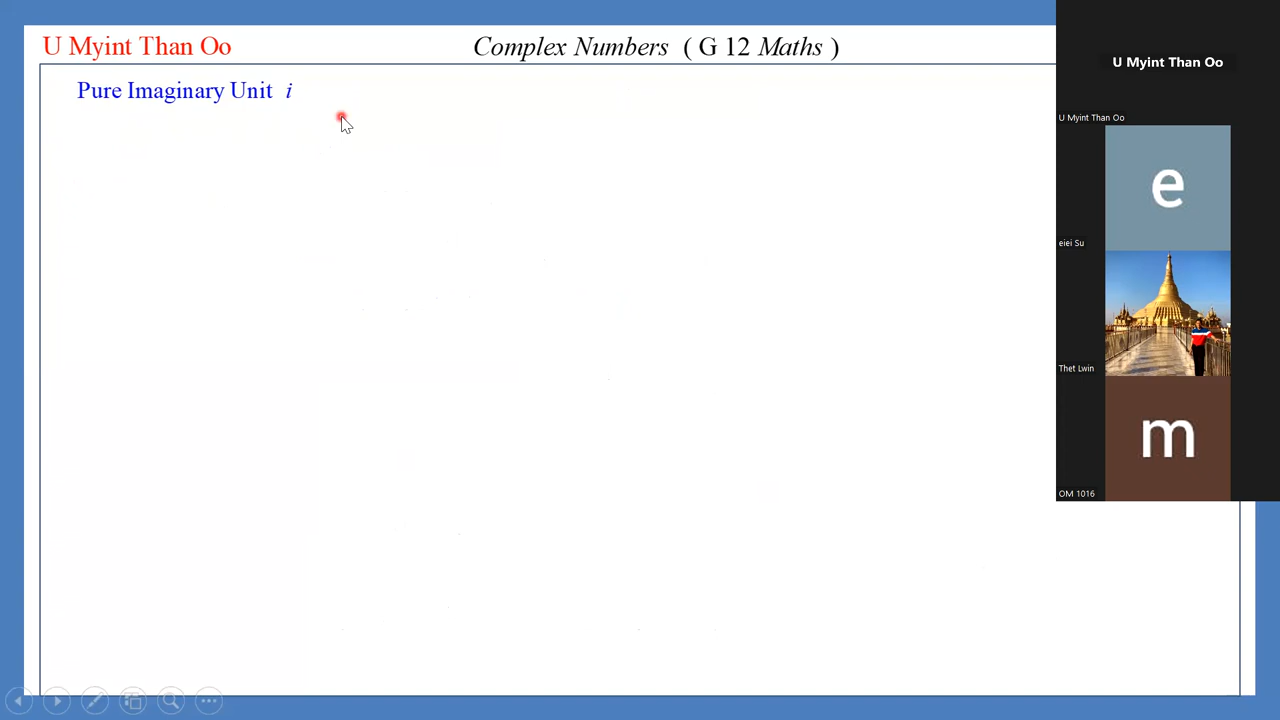 U Myint Than Oo
Complex Numbers ( G 12 Maths )
Pure Imaginary Unit i
U Myint Than Oo
U Myint Than Oo
e
eiei Su
Thet Lwin
m
OM 1016